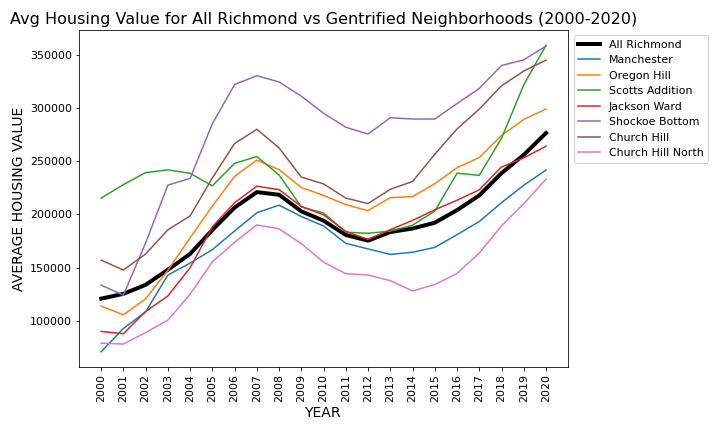 Avg Housing Value for All Richmond vs Gentrified Neighborhoods (2000-2020)
All Richmond
Manchester
Oregon Hill
Scotts Addition
Jackson Ward
Shockoe Bottom
Church Hill
Church Hill North
AVERAGE HOUSING VALUE
350000
300000
250000
200000
150000
100000
2000 2001 2002 2003 2004 2005 2006 2007 2008 2009 2010 2011 2012 2013 2014 2015 2016 2017 2018 2019 2020
YEAR